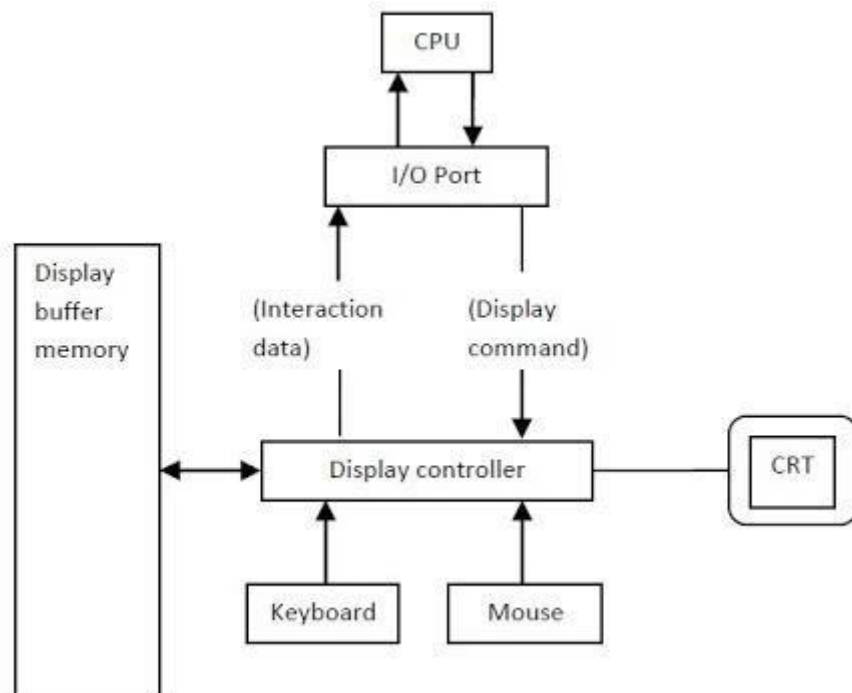 CPU
I/O Port
Display
buffer
memory
(Interaction
data)
(Display
command)
Display controller
CRT
Keyboard
Mouse